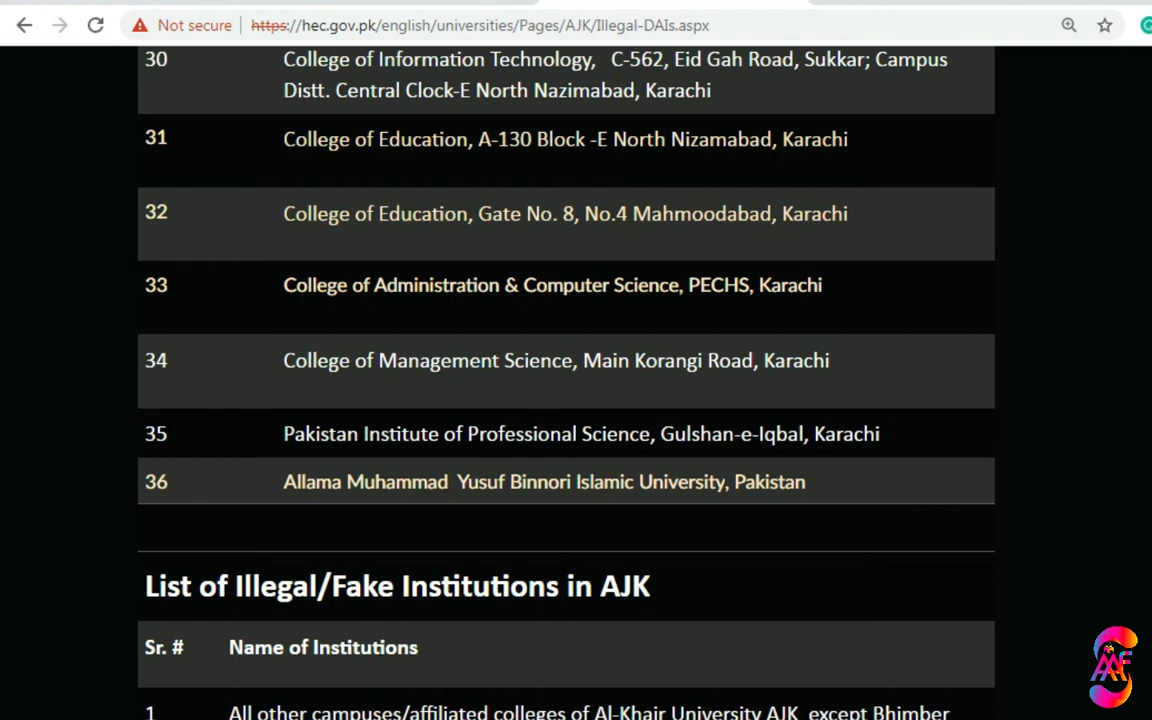 Not secure
https://hec.gov.pk/english/universities/Pages/AJK/Illegal-DAIs.aspx
30 College of Information Technology, C-562, Eid Gah Road, Sukkar; Campus
Distt. Central Clock-E North Nazimabad, Karachi
31 College of Education, A-130 Block -E North Nizamabad, Karachi
32 College of Education, Gate No. 8, No.4 Mahmoodabad, Karachi
33 College of Administration & Computer Science, PECHS, Karachi
34 College of Management Science, Main Korangi Road, Karachi
35 Pakistan Institute of Professional Science, Gulshan-e-Iqbal, Karachi
36 Allama Muhammad Yusuf Binnori Islamic University, Pakistan
List of Illegal/Fake Institutions in AJK
Sr. # Name of Institutions
1 All other campuses/affiliated colleges of Al-Khair University AJK except Bhimber